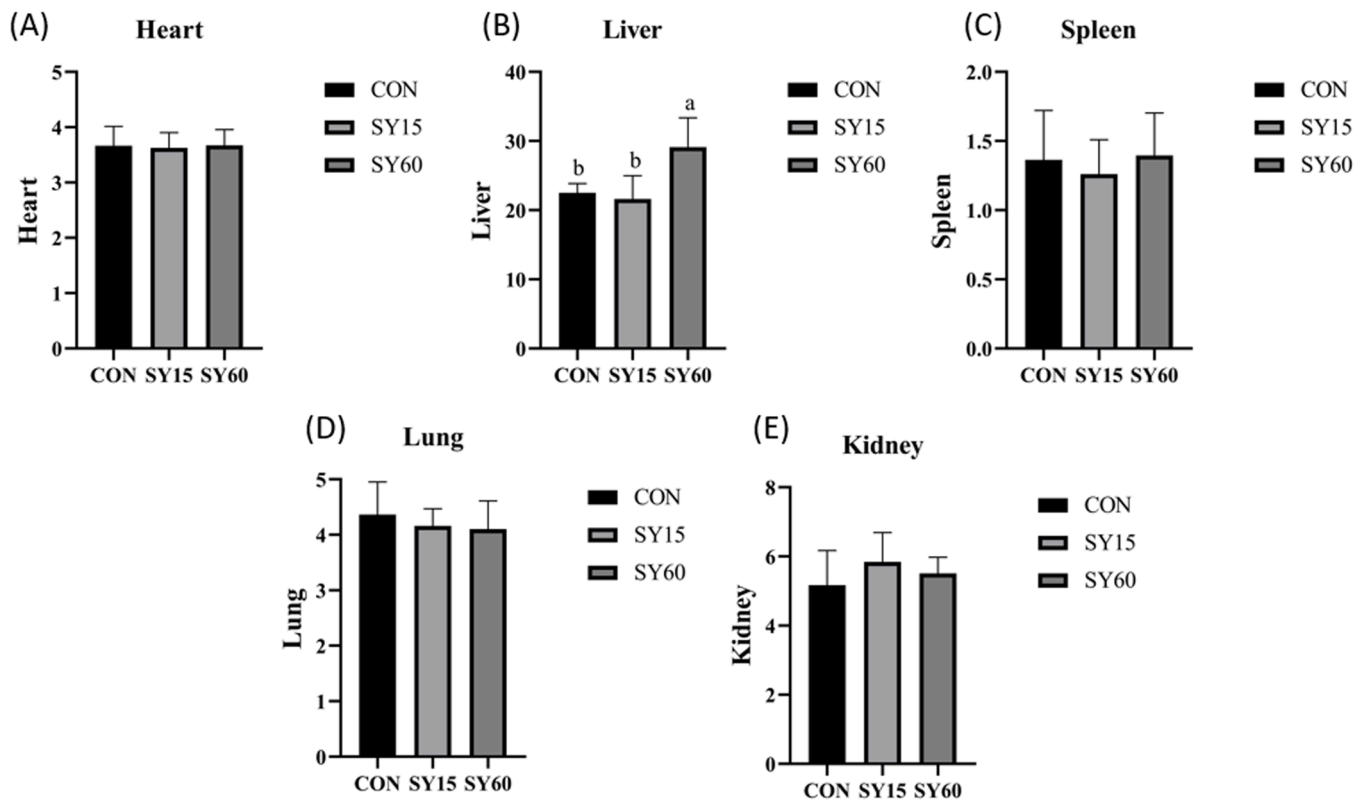 (A) Heart
5
4
3
2
1
0
Heart
CON SY15 SY60
CON
SY15
SY60
(B) Liver
40
30
20
10
0
Liver
b b a
CON SY15 SY60
CON
SY15
SY60
(C) Spleen
2.0
1.5
1.0
0.5
0.0
Spleen
CON SY15 SY60
CON
SY15
SY60
(D) Lung
5
4
3
2
1
0
Lung
CON SY15 SY60
CON
SY15
SY60
(E) Kidney
8
6
4
2
0
Kidney
CON SY15 SY60
CON
SY15
SY60